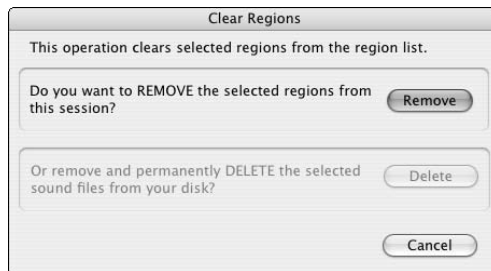 Clear Regions
This operation clears selected regions from the region list.
Do you want to REMOVE the selected regions from
this session?
Remove
Or remove and permanently DELETE the selected
sound files from your disk?
Delete
Cancel